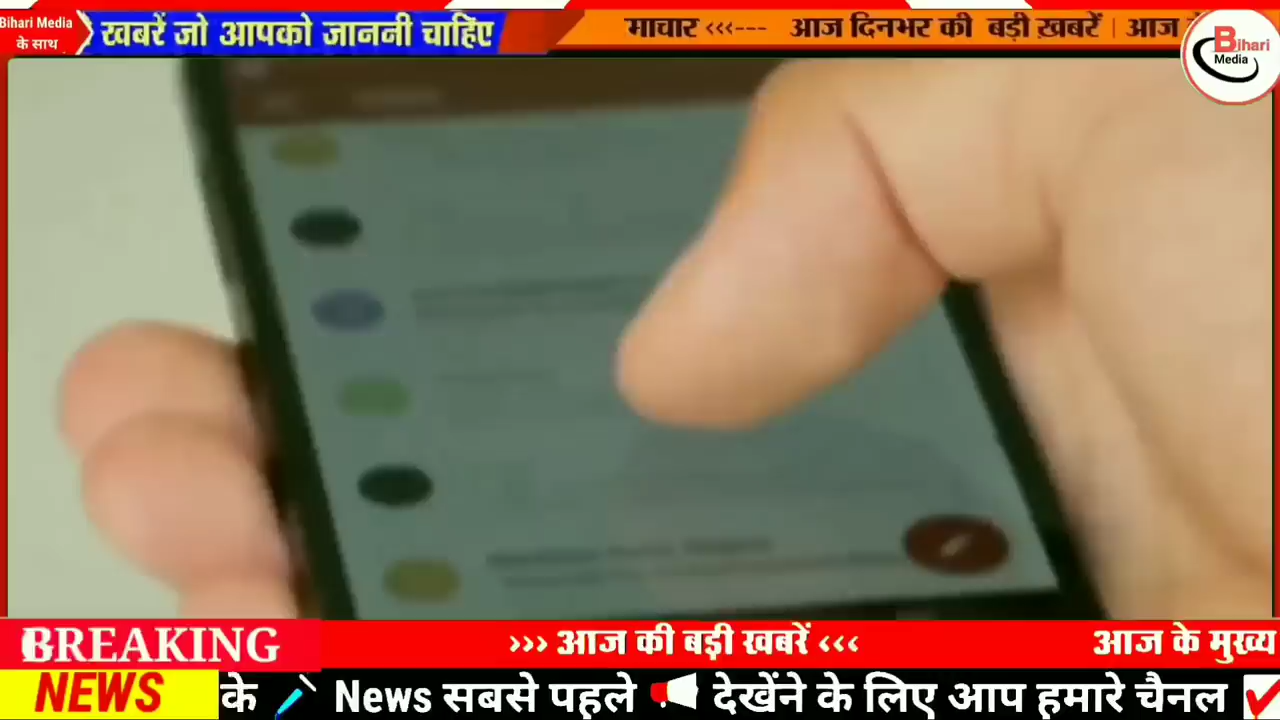 Bihari Media
के साथ
खबरें जो आपको जाननी चाहिए
माचार <<<--- आज दिनभर की बड़ी ख़बरें | आज
Bihari
Media
BREAKING
>>> आज की बड़ी खबरें <<<
आज के मुख्य
NEWS
के News सबसे पहले देखेंने के लिए आप हमारे चैनल